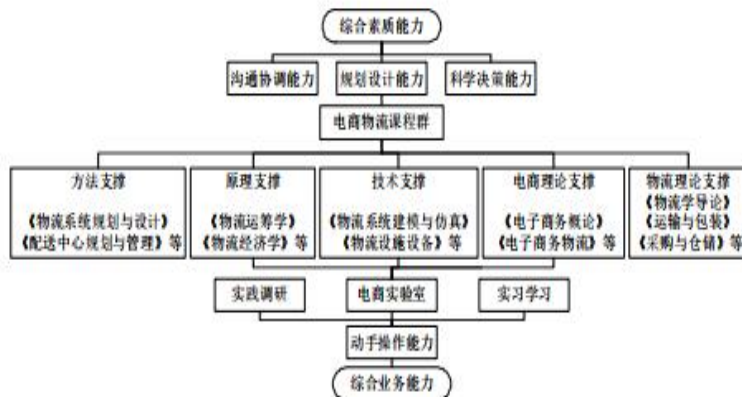 综合素质能力
沟通协调能力
规划设计能力
科学决策能力
电商物流课程群
方法支撑
《物流系统规划与设计》
《配送中心规划与管理》等
原理支撑
《物流运筹学》
《物流经济学》等
技术支撑
《物流系统建模与仿真》
《物流设施设备》等
电商理论支撑
《电子商务概论》
《电子商务物流》等
物流理论支撑
《物流学导论》
《运输与包装》
《采购与仓储》等
实践调研
电商实验室
实习学习
动手操作能力
综合业务能力